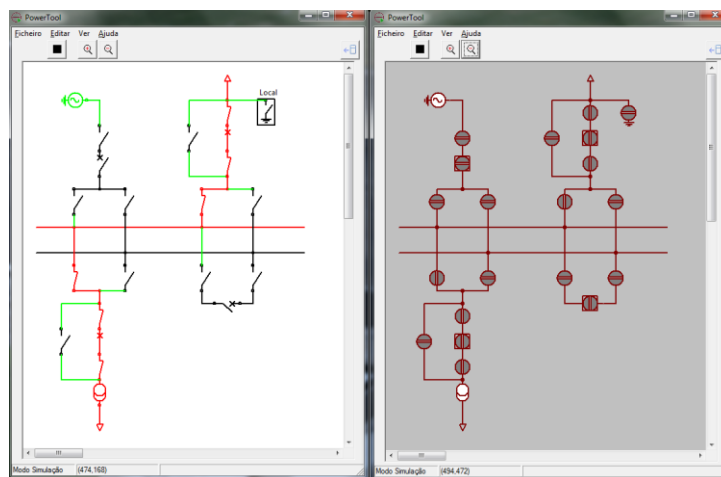 PowerTool
Ficheiro Editar Ver Ajuda
Local
Modo Simulação (474,168)
PowerTool
Ficheiro Editar Ver Ajuda
Modo Simulação (494,472)